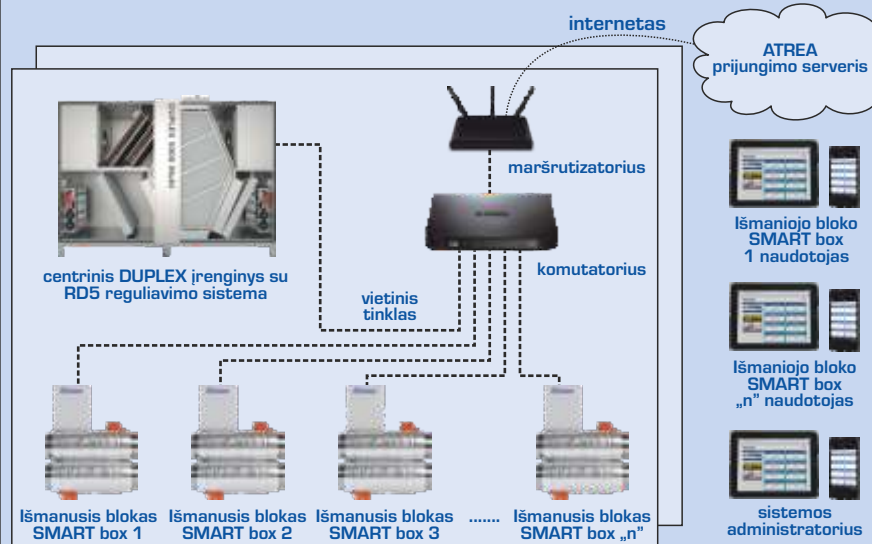 internetas
ATREA
prijungimo serveris
maršrutizatorius
komutatorius
centrinis DUPLEX įrenginys su
RD5 reguliavimo sistema
vietinis
tinklas
Išmaniojo bloko
SMART box
1 naudotojas
Išmaniojo bloko
SMART box
„n” naudotojas
sistemos
administratorius
Išmanusis blokas
SMART box 1
Išmanusis blokas
SMART box 2
Išmanusis blokas
SMART box 3
.......
Išmanusis blokas
SMART box „n”